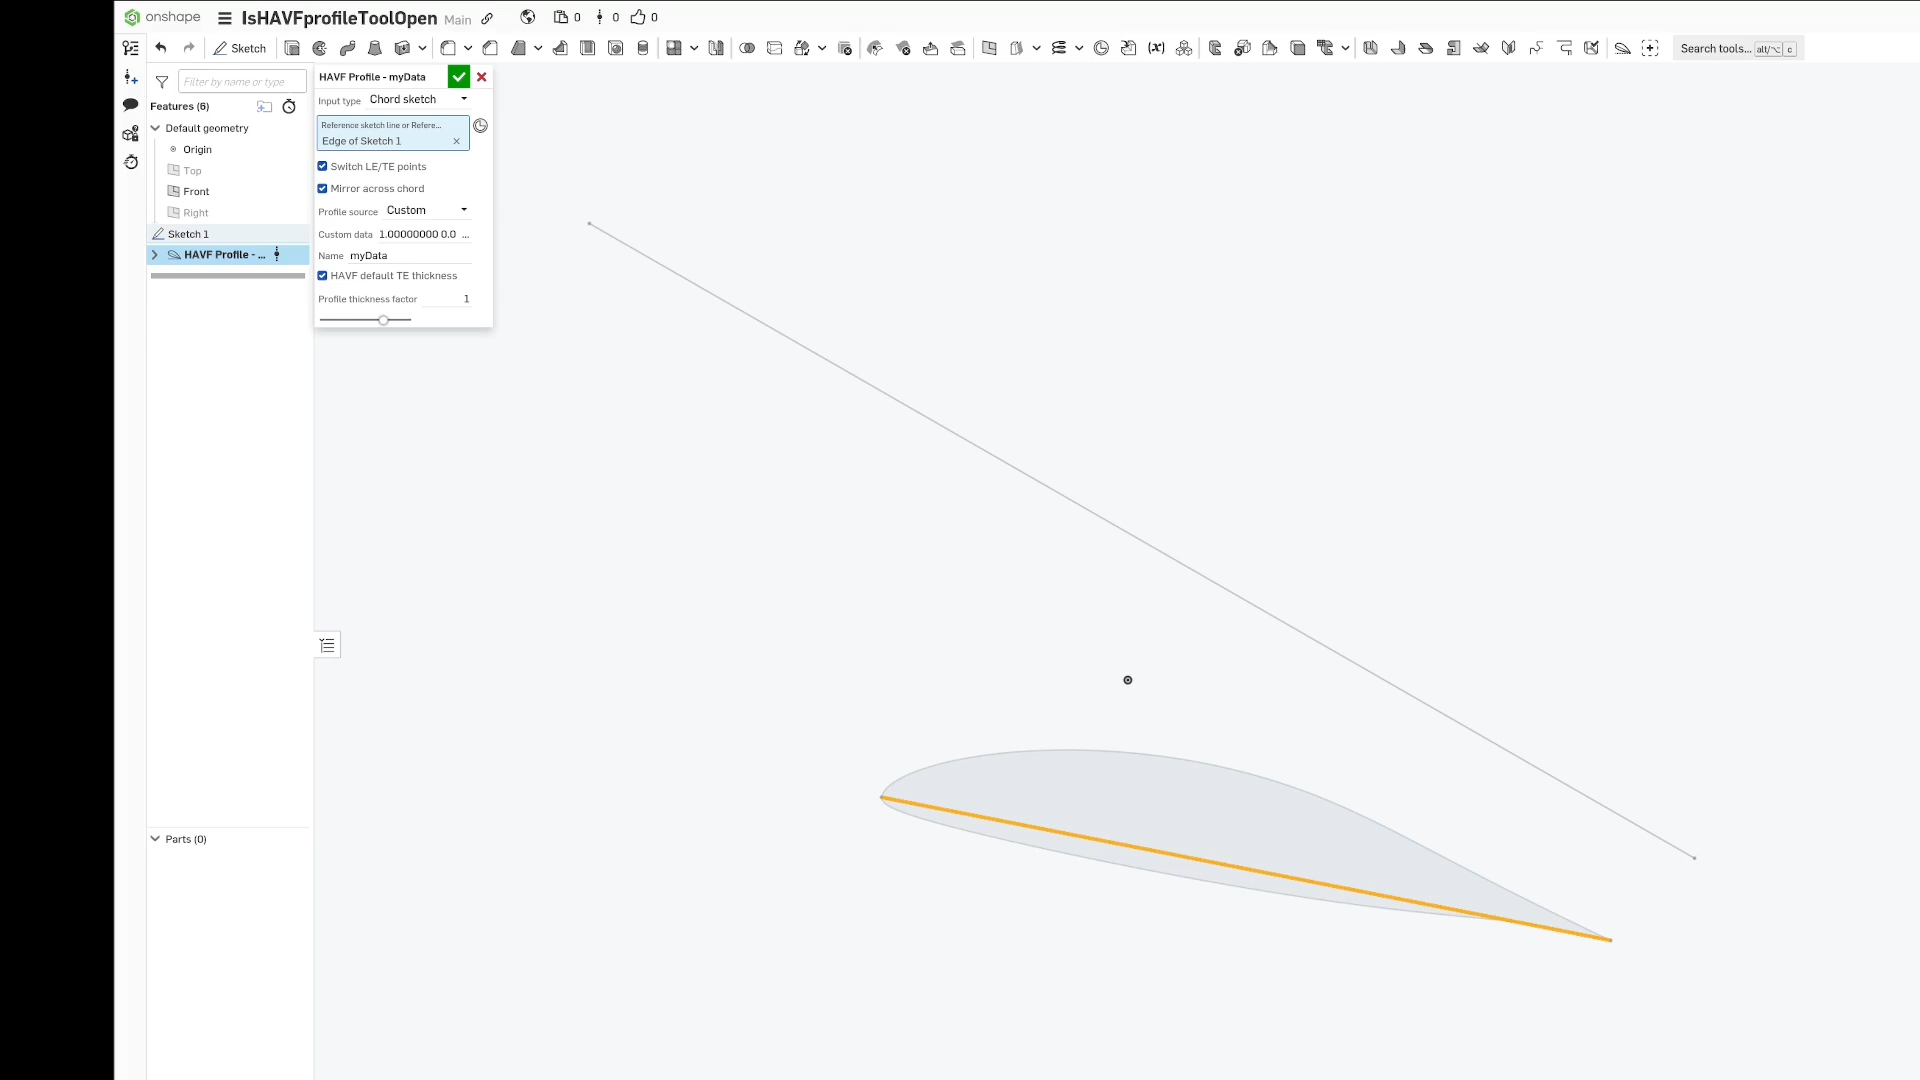 onshape IsHAVFprofileToolOpen Main 0 0 0
Sketch (x) Search tools... alt/⌥ c
Filter by name or type
Features (6)
Default geometry
Origin
Top
Front
Right
Sketch 1
HAVF Profile - ...
HAVF Profile - myData
Input type Chord sketch
Reference sketch line or Refere...
Edge of Sketch 1
Switch LE/TE points
Mirror across chord
Profile source Custom
Custom data 1.00000000 0.0 ...
Name myData
HAVF default TE thickness
Profile thickness factor 1
Parts (0)